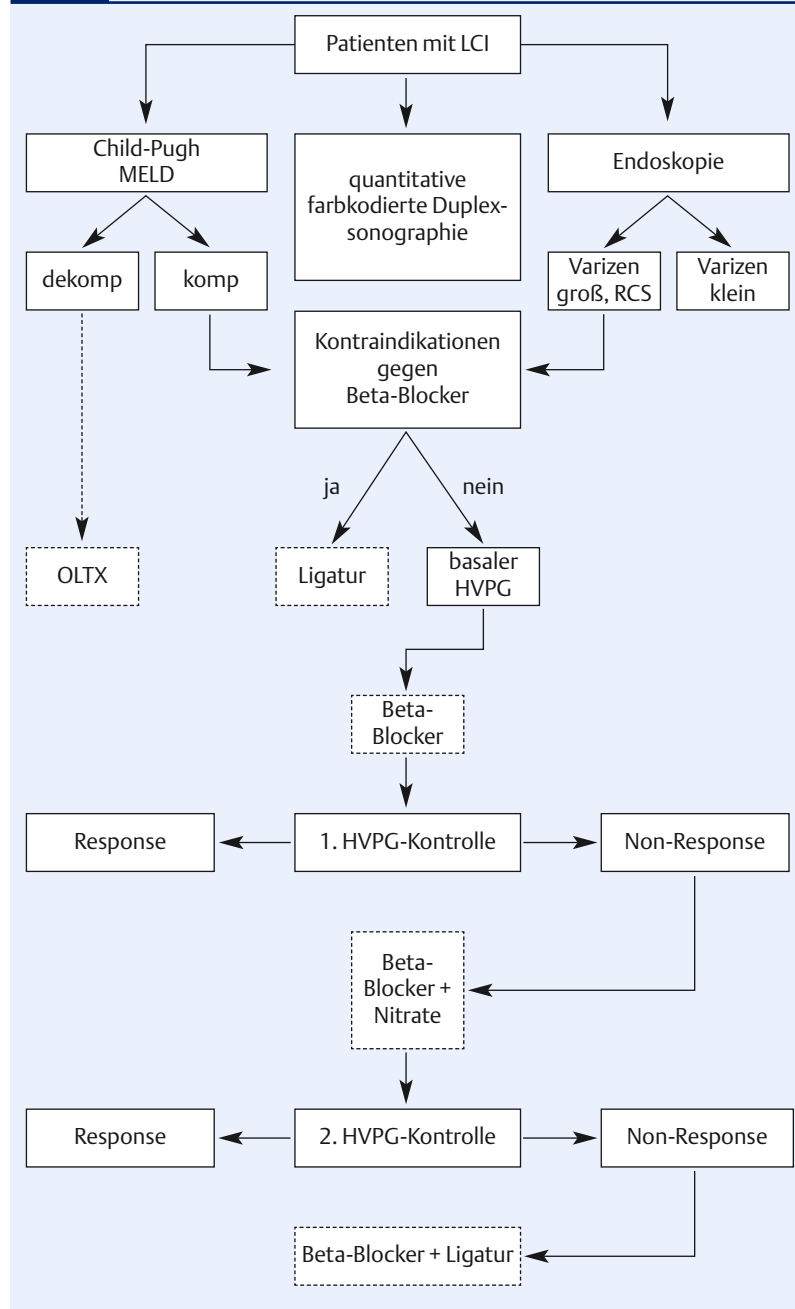 Patienten mit LCI
Child-Pugh
MELD
quantitative
farbkodierte Duplex-
sonographie
Endoskopie
dekomp
komp
Varizen
groß, RCS
Varizen
klein
Kontraindikationen
gegen
Beta-Blocker
ja
nein
OLTX
Ligatur
basaler
HVPG
Beta-
Blocker
Response
1. HVPG-Kontrolle
Non-Response
Beta-
Blocker +
Nitrate
Response
2. HVPG-Kontrolle
Non-Response
Beta-Blocker + Ligatur